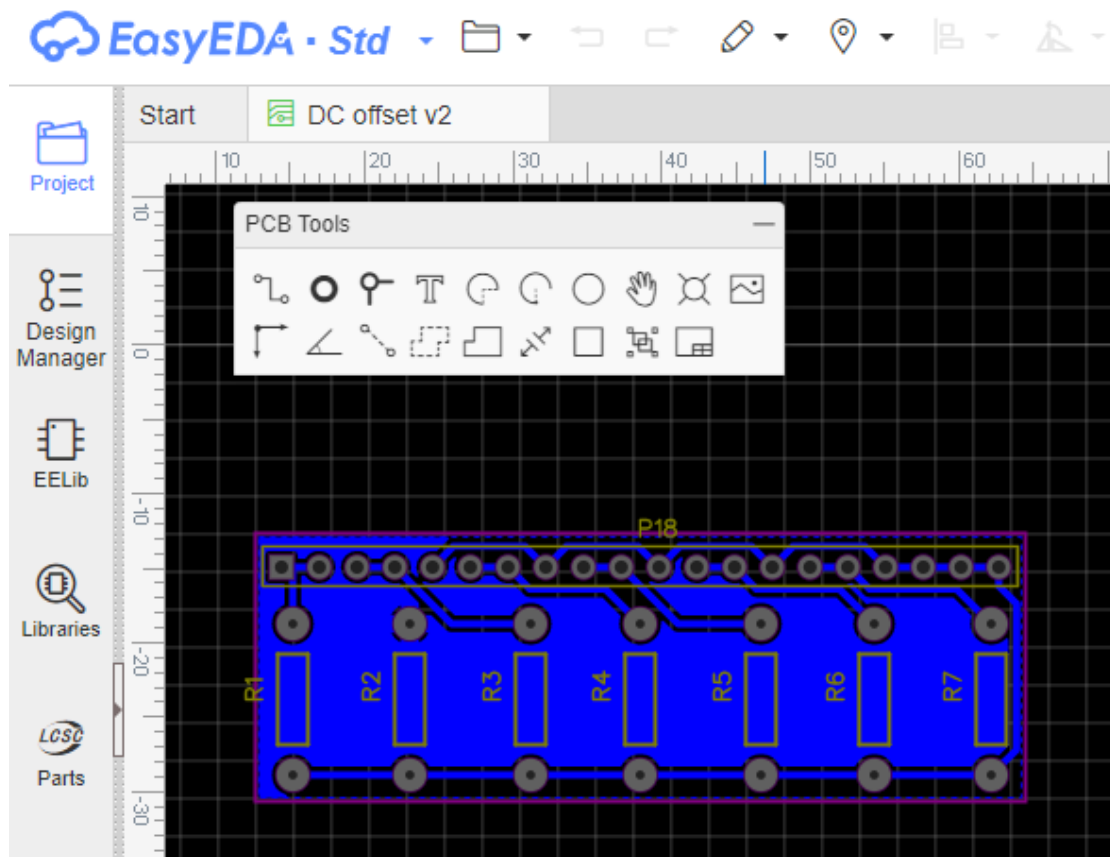 EasyEDA · Std
Start
DC offset v2
Project
10
20
30
40
50
60
10
0
-10
-20
-30
PCB Tools
T
Design
Manager
EELib
Libraries
LCSC
Parts
P18
R1
R2
R3
R4
R5
R6
R7